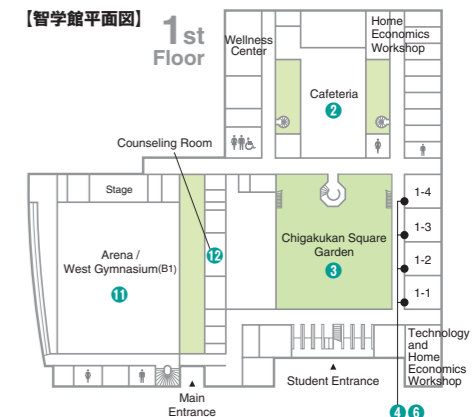 【智学館平面図】
1st
Floor
Wellness
Center
Home
Economics
Workshop
Cafeteria
2
Counseling Room
Stage
12
Arena /
West Gymnasium(B1)
11
Chigakukan Square
Garden
3
1-4
1-3
1-2
1-1
Technology
and
Home
Economics
Workshop
Student Entrance
Main
Entrance
4 6